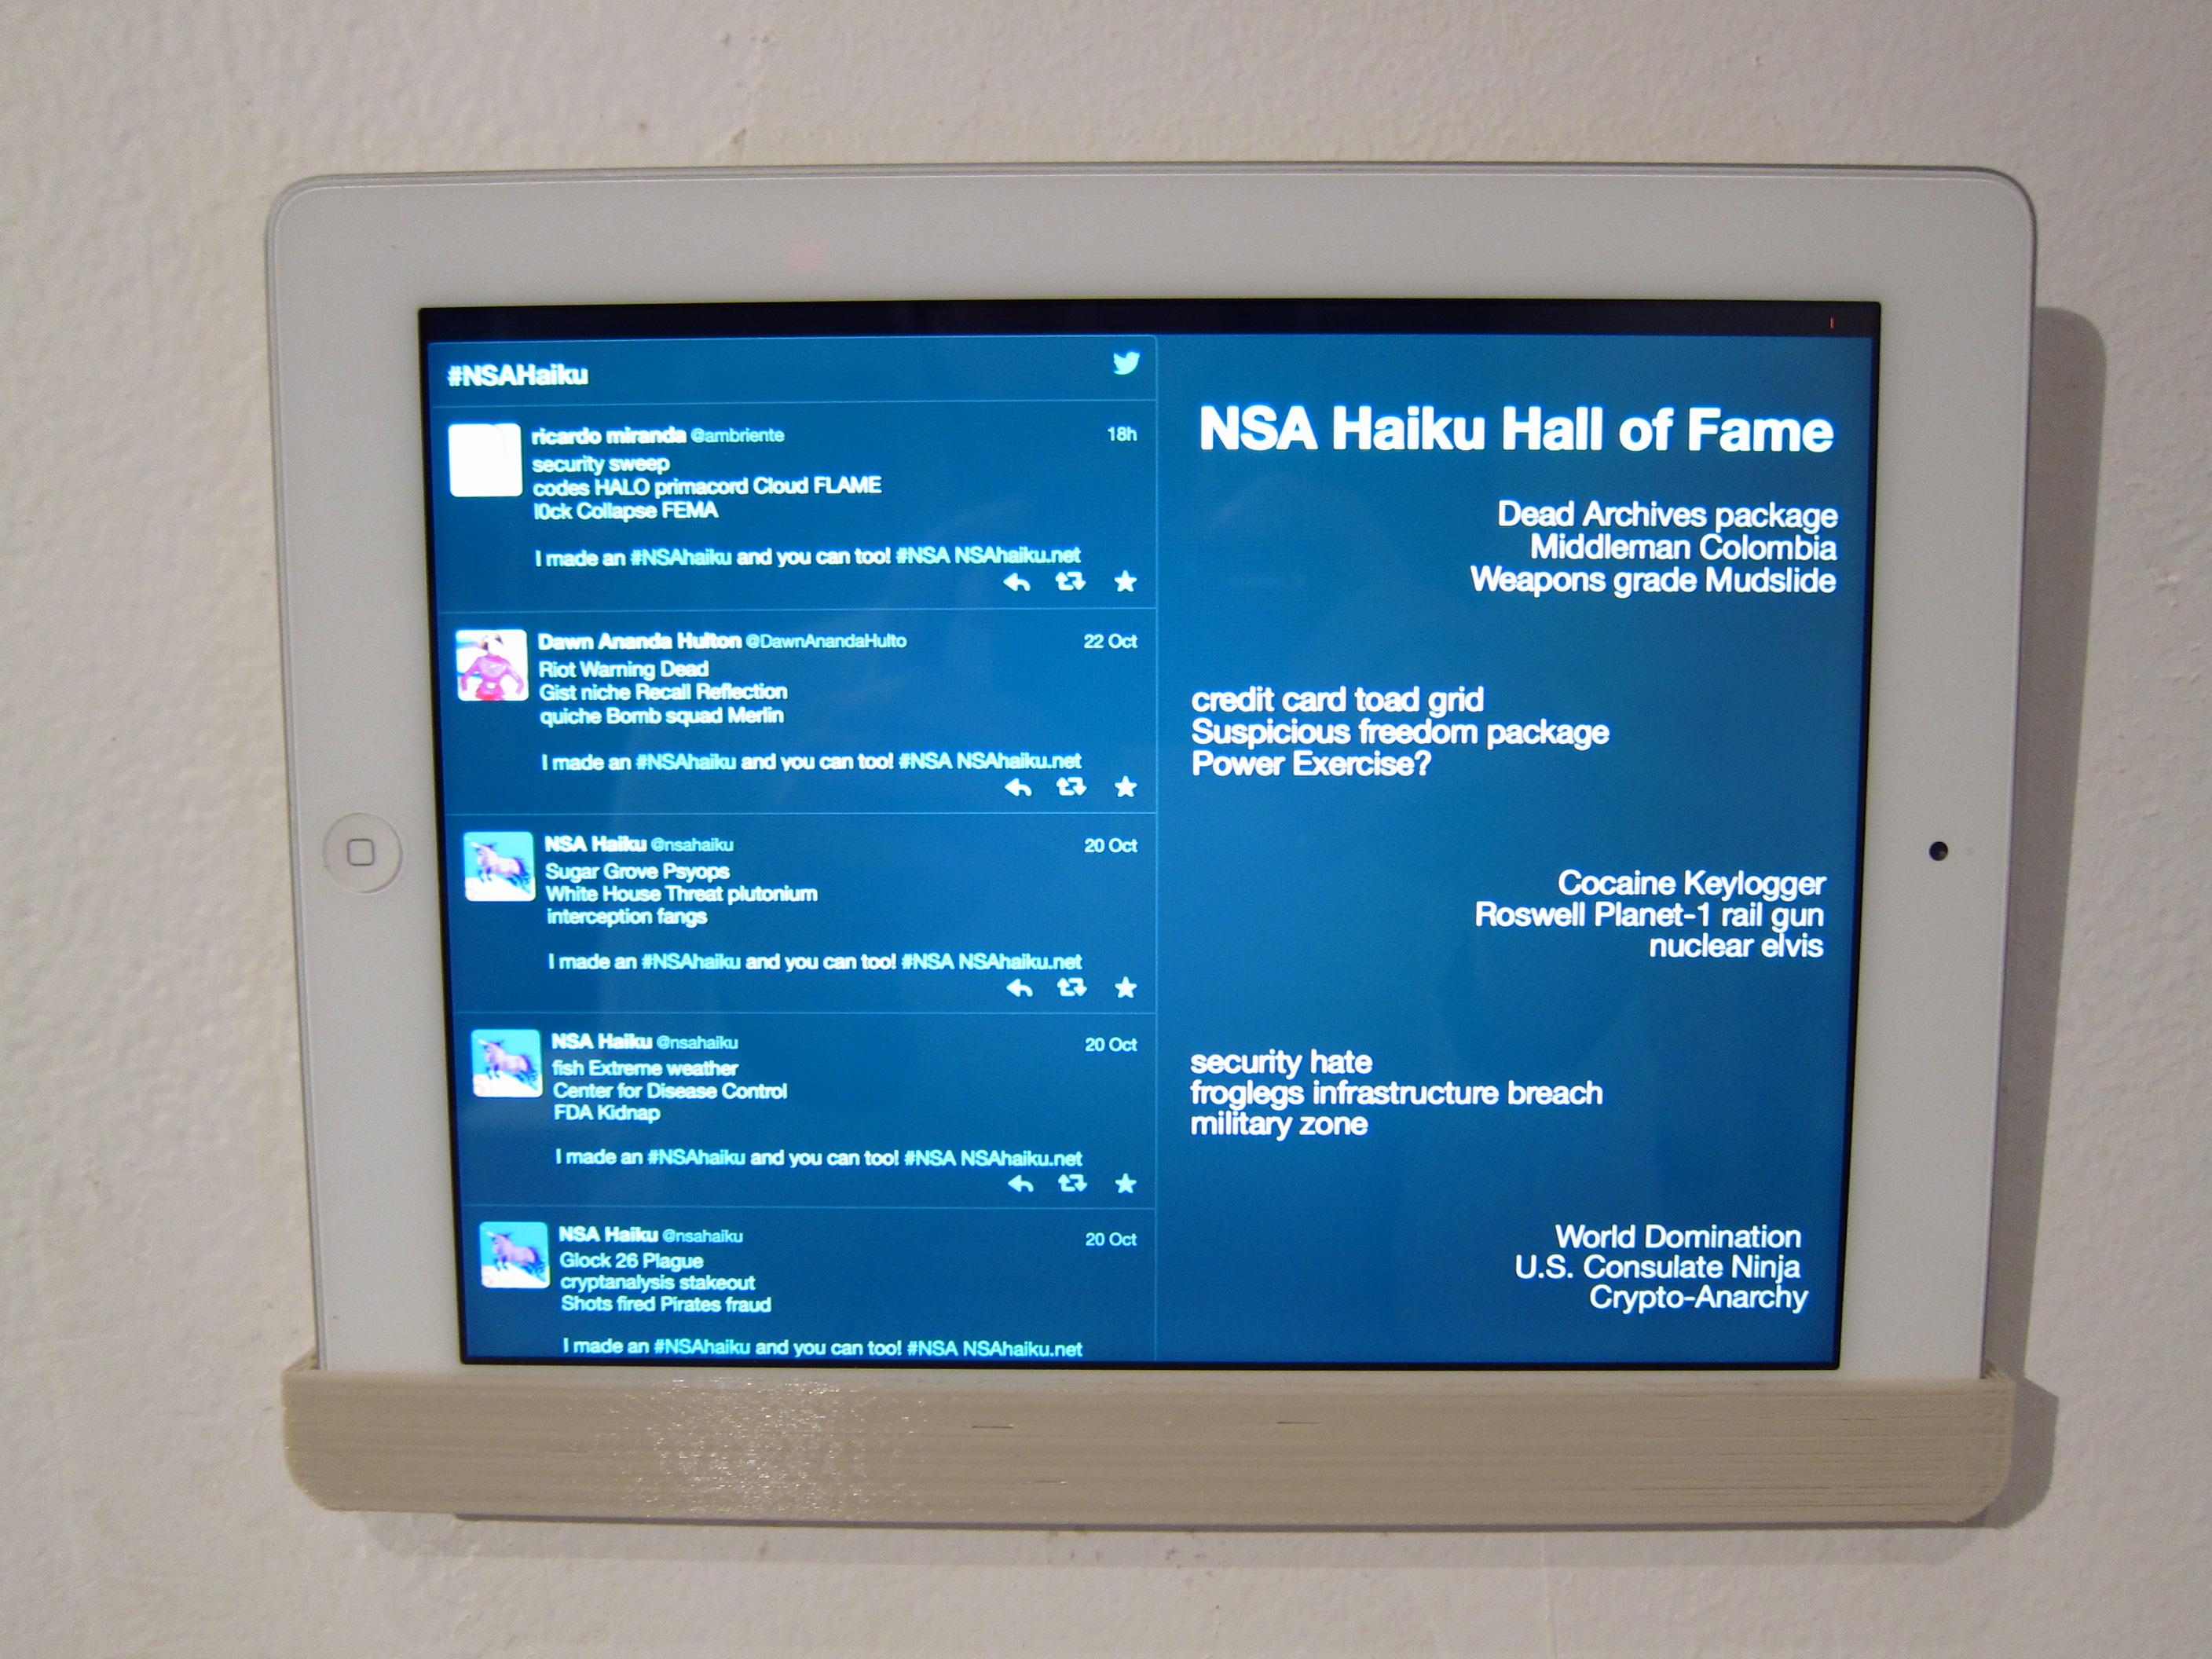 #NSAHaiku
ricardo miranda @ambriente 18h
security sweep
codes HALO primacord Cloud FLAME
l0ck Collapse FEMA
I made an #NSAhaiku and you can too! #NSA NSAhaiku.net
Dawn Ananda Hulton @DawnAnandaHulto 22 Oct
Riot Warning Dead
Gist niche Recall Reflection
quiche Bomb squad Merlin
I made an #NSAhaiku and you can too! #NSA NSAhaiku.net
NSA Haiku @nsahaiku 20 Oct
Sugar Grove Psyops
White House Threat plutonium
interception fangs
I made an #NSAhaiku and you can too! #NSA NSAhaiku.net
NSA Haiku @nsahaiku 20 Oct
fish Extreme weather
Center for Disease Control
FDA Kidnap
I made an #NSAhaiku and you can too! #NSA NSAhaiku.net
NSA Haiku @nsahaiku 20 Oct
Glock 26 Plague
cryptanalysis stakeout
Shots fired Pirates fraud
I made an #NSAhaiku and you can too! #NSA NSAhaiku.net
NSA Haiku Hall of Fame
Dead Archives package
Middleman Colombia
Weapons grade Mudslide
credit card toad grid
Suspicious freedom package
Power Exercise?
Cocaine Keylogger
Roswell Planet-1 rail gun
nuclear elvis
security hate
froglegs infrastructure breach
military zone
World Domination
U.S. Consulate Ninja
Crypto-Anarchy